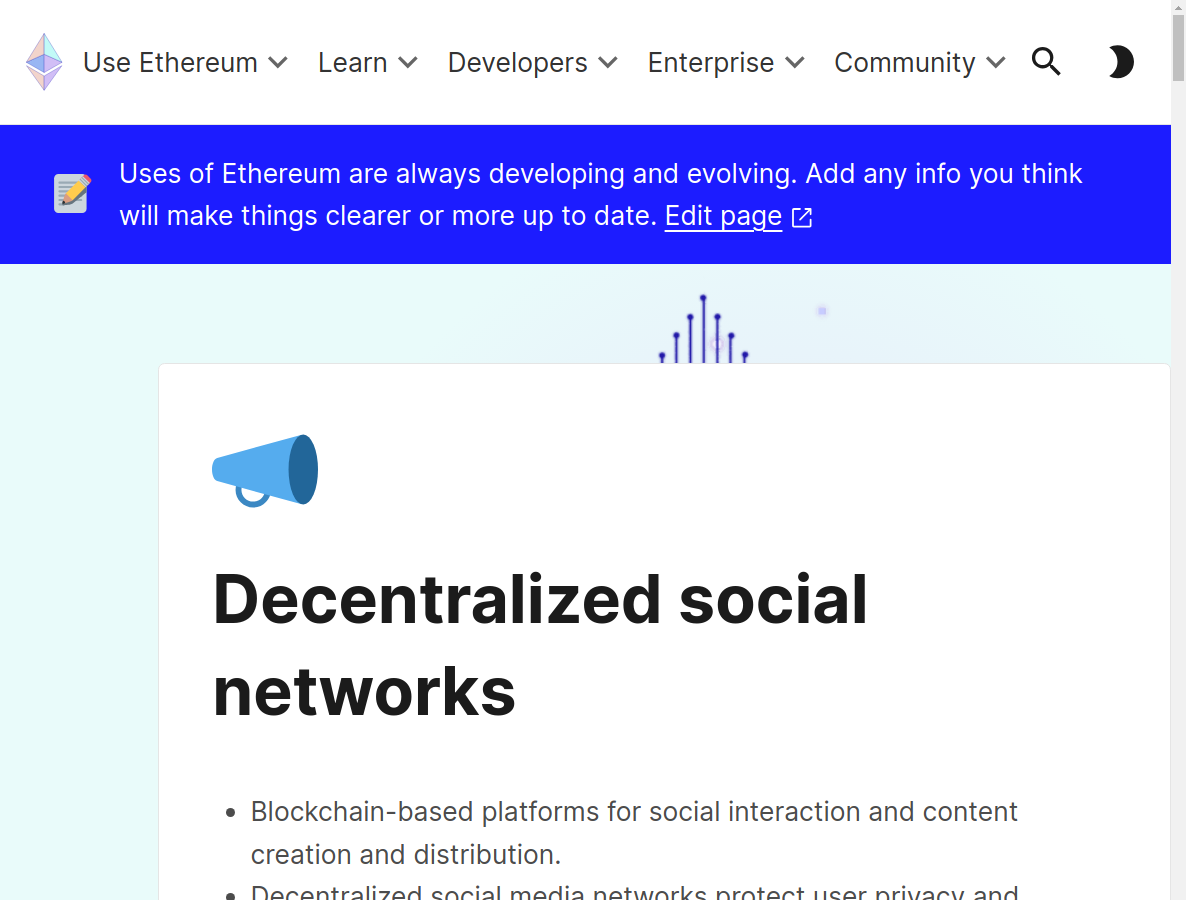 Use Ethereum Learn Developers Enterprise Community
Uses of Ethereum are always developing and evolving. Add any info you think
will make things clearer or more up to date. Edit page
Decentralized social
networks
Blockchain-based platforms for social interaction and content
creation and distribution.
Decentralized social media networks protect user privacy and